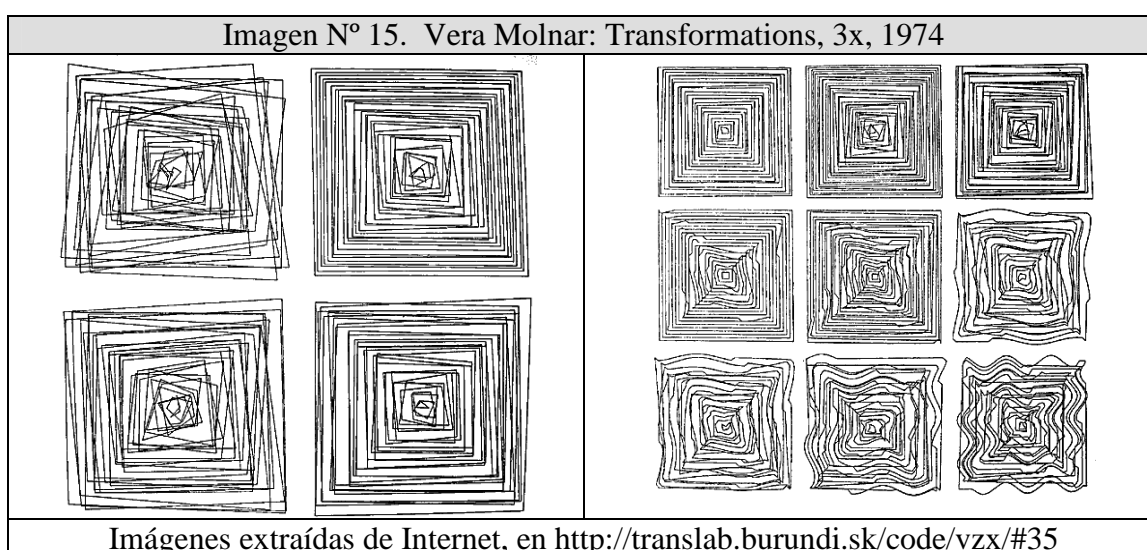 Imagen Nº 15.  Vera Molnar: Transformations, 3x, 1974
Imágenes extraídas de Internet, en http://translab.burundi.sk/code/vzx/#35